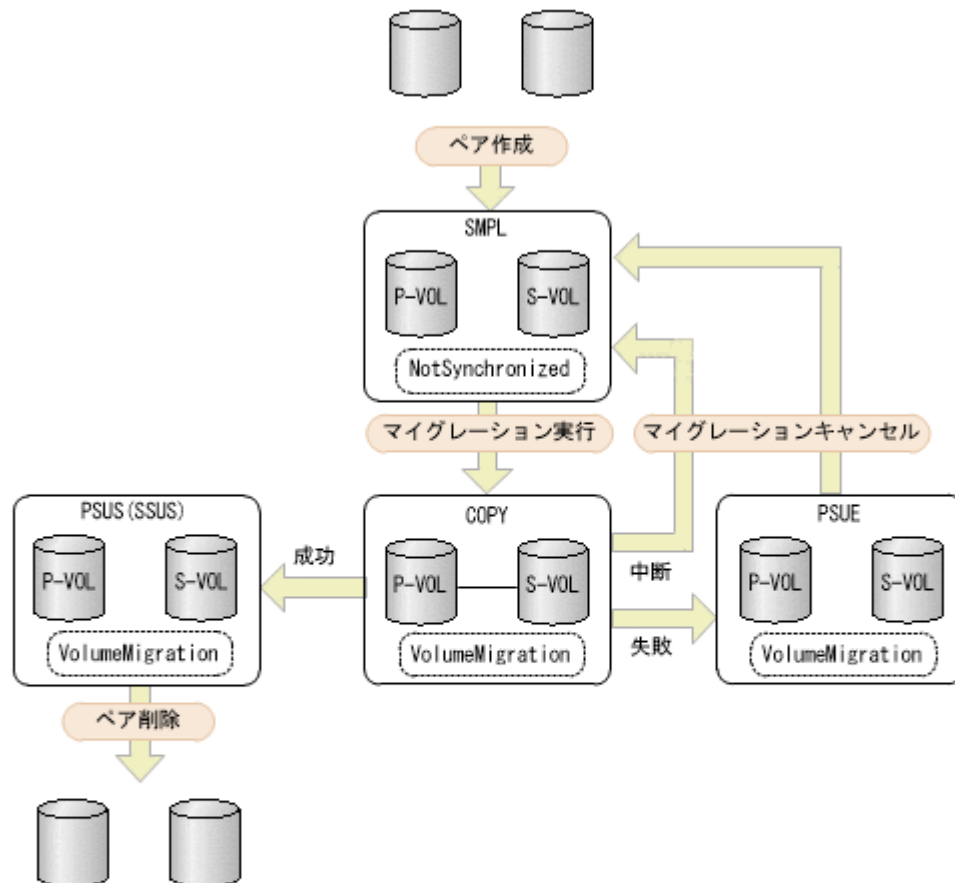 ペア作成
SMPL
P-VOL
S-VOL
NotSynchronized
マイグレーション実行
マイグレーションキャンセル
PSUS(SSUS)
P-VOL
S-VOL
VolumeMigration
成功
COPY
P-VOL
S-VOL
VolumeMigration
中断
失敗
PSUE
P-VOL
S-VOL
VolumeMigration
ペア削除